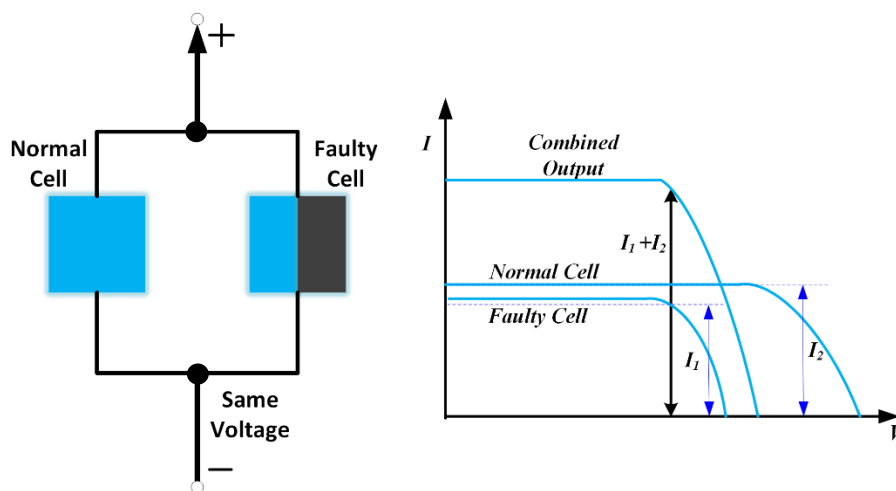 +
Normal
Cell
Faulty
Cell
Same
Voltage
−
I
Combined
Output
I₁+I₂
Normal Cell
Faulty Cell
I₁
I₂
V